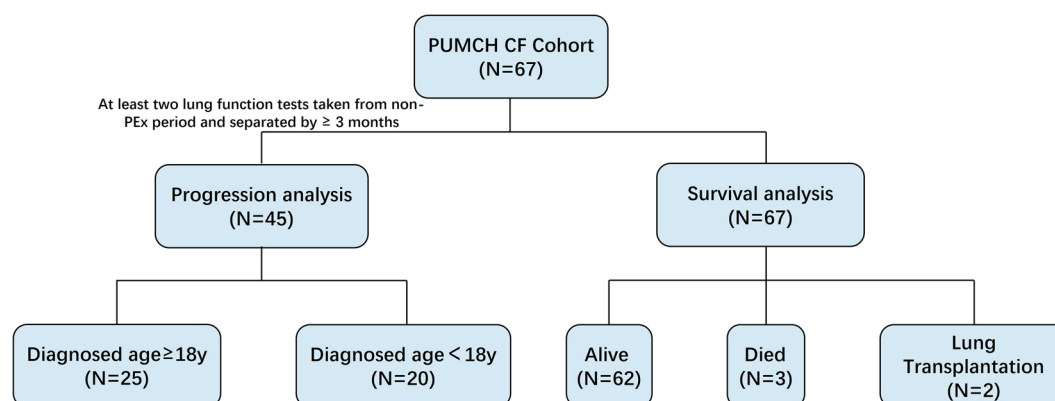 PUMCH CF Cohort
(N=67)
At least two lung function tests taken from non-
PEx period and separated by ≥ 3 months
Progression analysis
(N=45)
Survival analysis
(N=67)
Diagnosed age≥18y
(N=25)
Diagnosed age<18y
(N=20)
Alive
(N=62)
Died
(N=3)
Lung
Transplantation
(N=2)